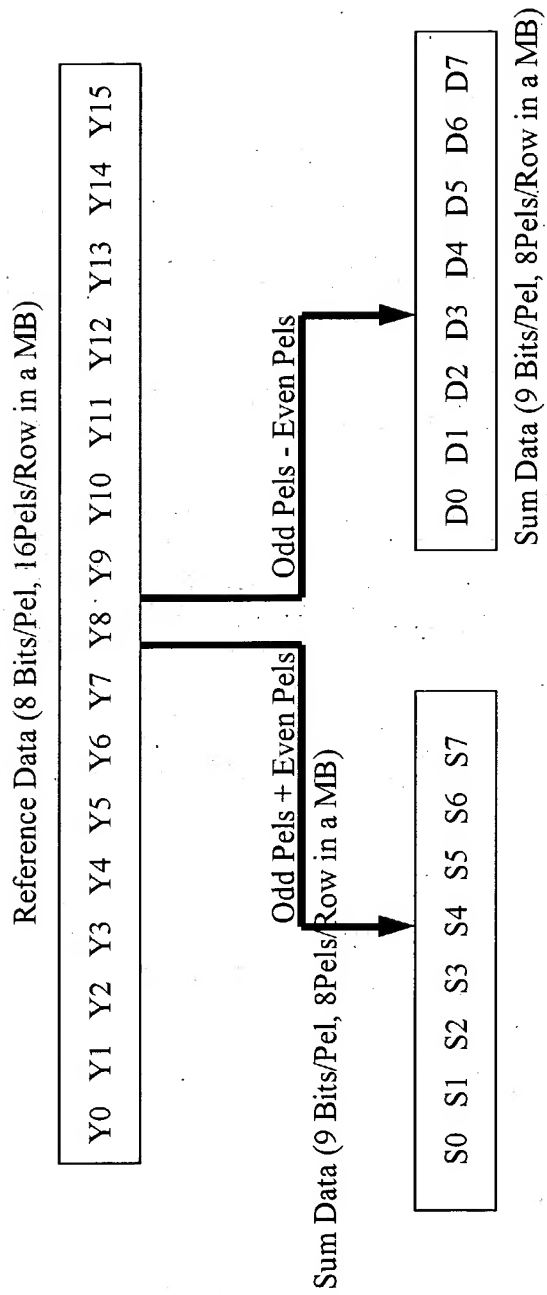 Reference Data (8 Bits/Pel, 16Pels/Row in a MB)
Y0 Y1 Y2 Y3 Y4 Y5 Y6 Y7 Y8 Y9 Y10 Y11 Y12 Y13 Y14 Y15
Odd Pels + Even Pels
Odd Pels - Even Pels
Sum Data (9 Bits/Pel, 8Pels/Row in a MB)
S0 S1 S2 S3 S4 S5 S6 S7
D0 D1 D2 D3 D4 D5 D6 D7
Sum Data (9 Bits/Pel, 8Pels/Row in a MB)